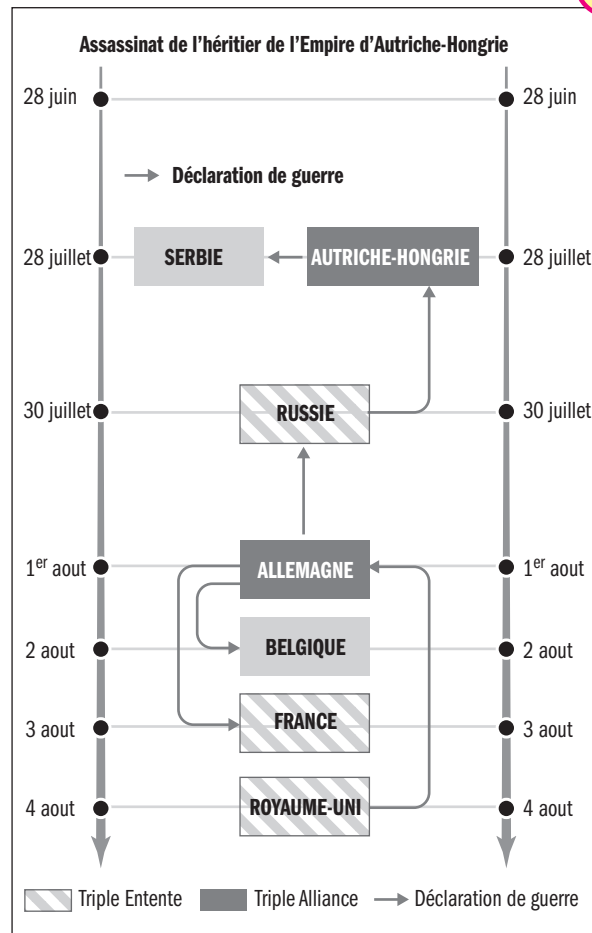 Assassinat de l'héritier de l'Empire d'Autriche-Hongrie
28 juin 28 juin
Déclaration de guerre
28 juillet SERBIE AUTRICHE-HONGRIE 28 juillet
30 juillet RUSSIE 30 juillet
1er aout ALLEMAGNE 1er aout
2 aout BELGIQUE 2 aout
3 aout FRANCE 3 aout
4 aout ROYAUME-UNI 4 aout
Triple Entente Triple Alliance Déclaration de guerre